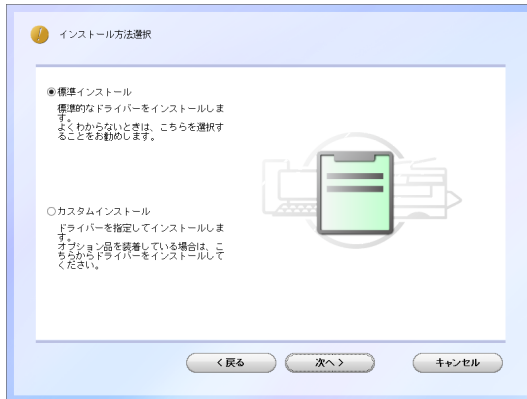 インストール方法選択
標準インストール
標準的なドライバーをインストールしま
す。
よくわからないときは、こちらを選択す
ることをお勧めします。
カスタムインストール
ドライバーを指定してインストールしま
す。
オプション品を装着している場合は、こ
ちらからドライバーをインストールして
ください。
< 戻る
次へ >
キャンセル